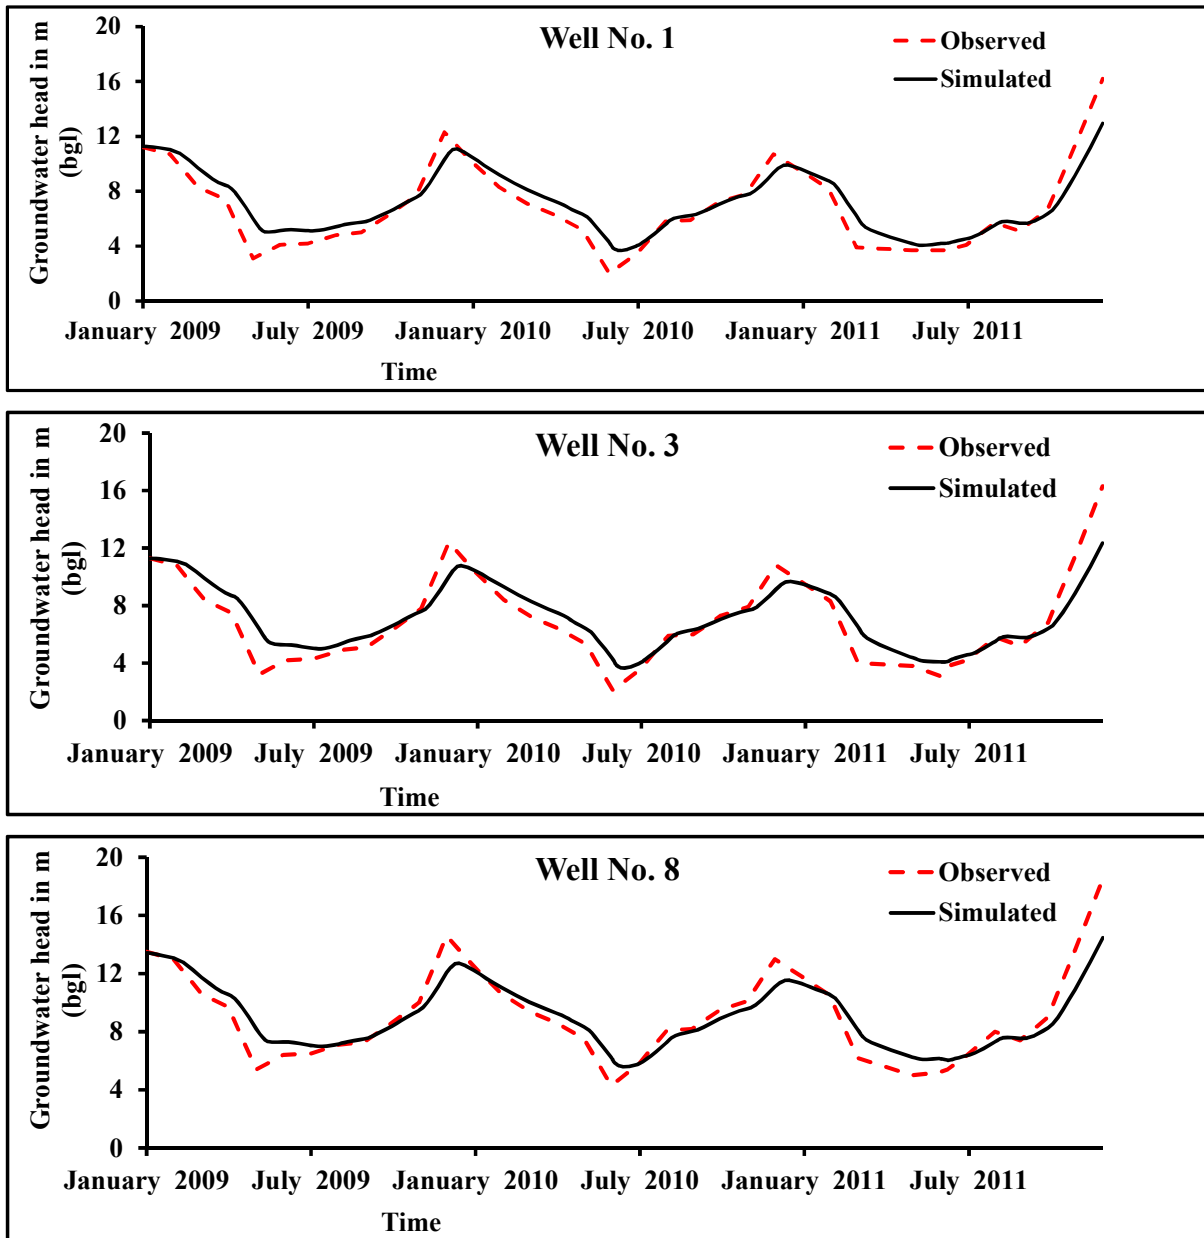 Well No. 1
Observed
Simulated
Groundwater head in m
(bgl)
20
16
12
8
4
0
January 2009
July 2009
January 2010
July 2010
January 2011
July 2011
Time
Well No. 3
Observed
Simulated
Groundwater head in m
(bgl)
20
16
12
8
4
0
January 2009
July 2009
January 2010
July 2010
January 2011
July 2011
Time
Well No. 8
Observed
Simulated
Groundwater head in m
(bgl)
20
16
12
8
4
0
January 2009
July 2009
January 2010
July 2010
January 2011
July 2011
Time